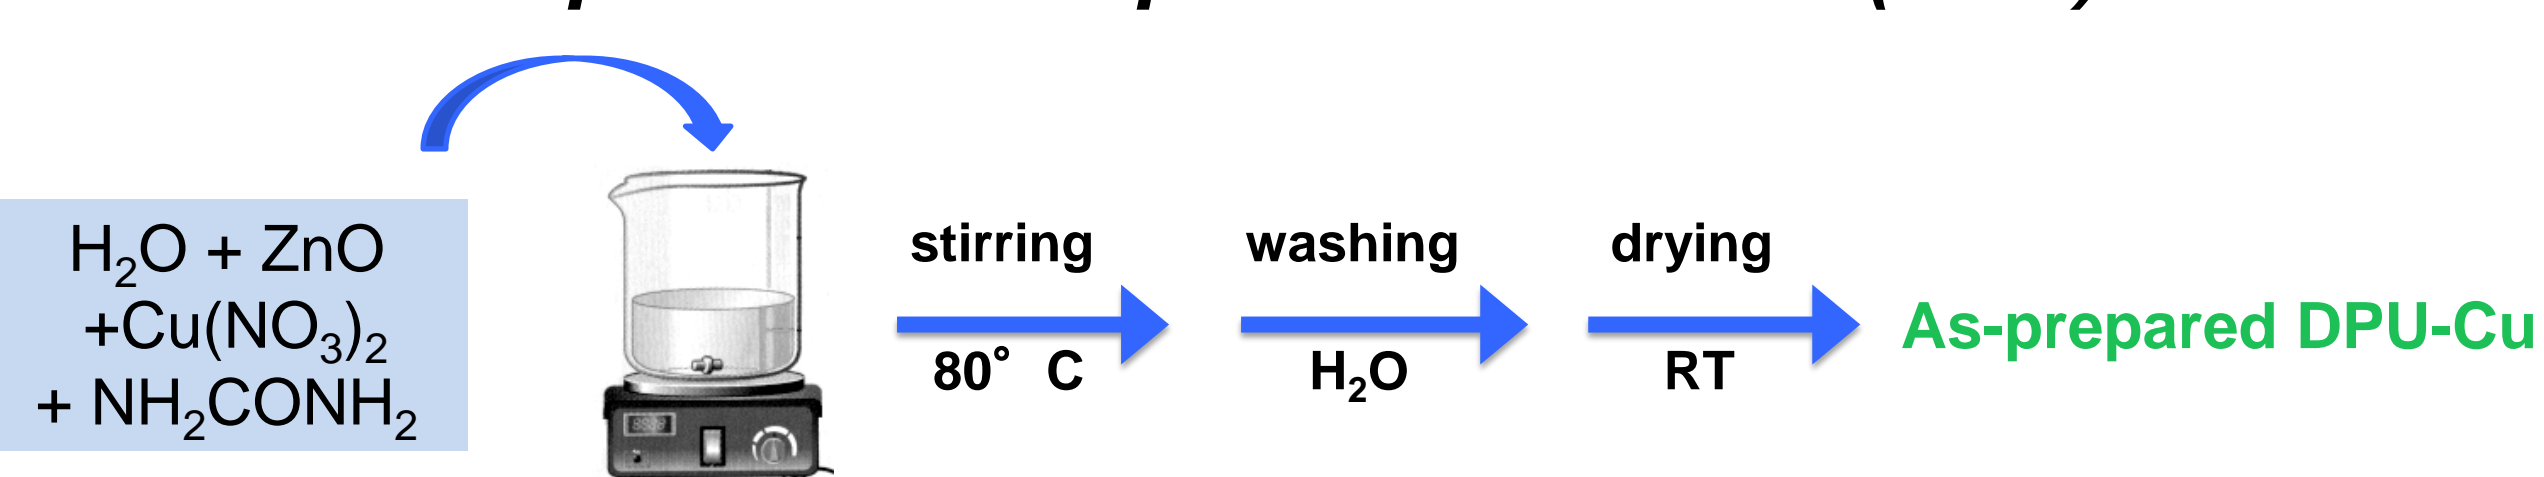 H₂O + ZnO
+Cu(NO₃)₂
+ NH₂CONH₂
stirring
80° C
washing
H₂O
drying
RT
As-prepared DPU-Cu